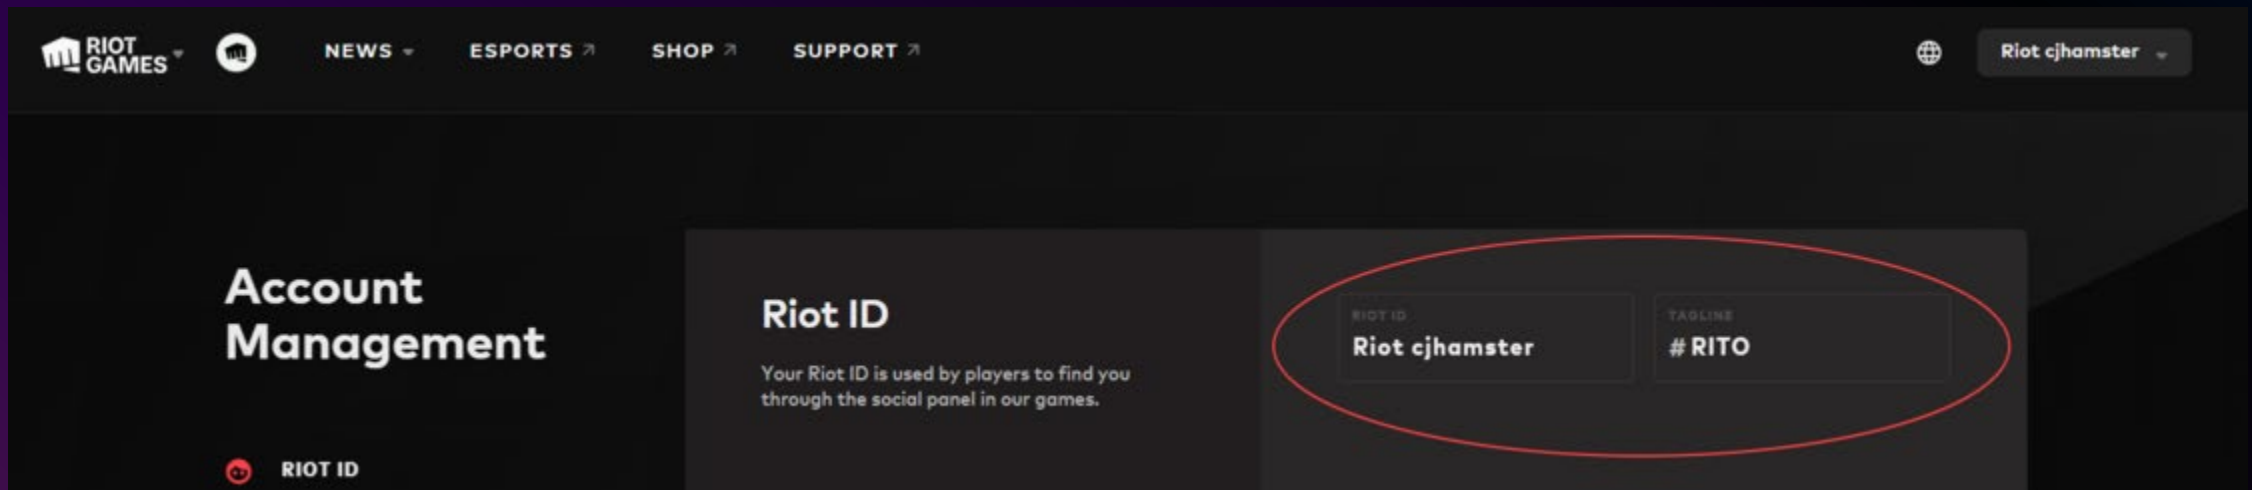 RIOT GAMES
NEWS
ESPORTS
SHOP
SUPPORT
Riot cjhamster
Account
Management
RIOT ID
Riot ID
Your Riot ID is used by players to find you
through the social panel in our games.
RIOT ID
Riot cjhamster
TAGLINE
#RITO